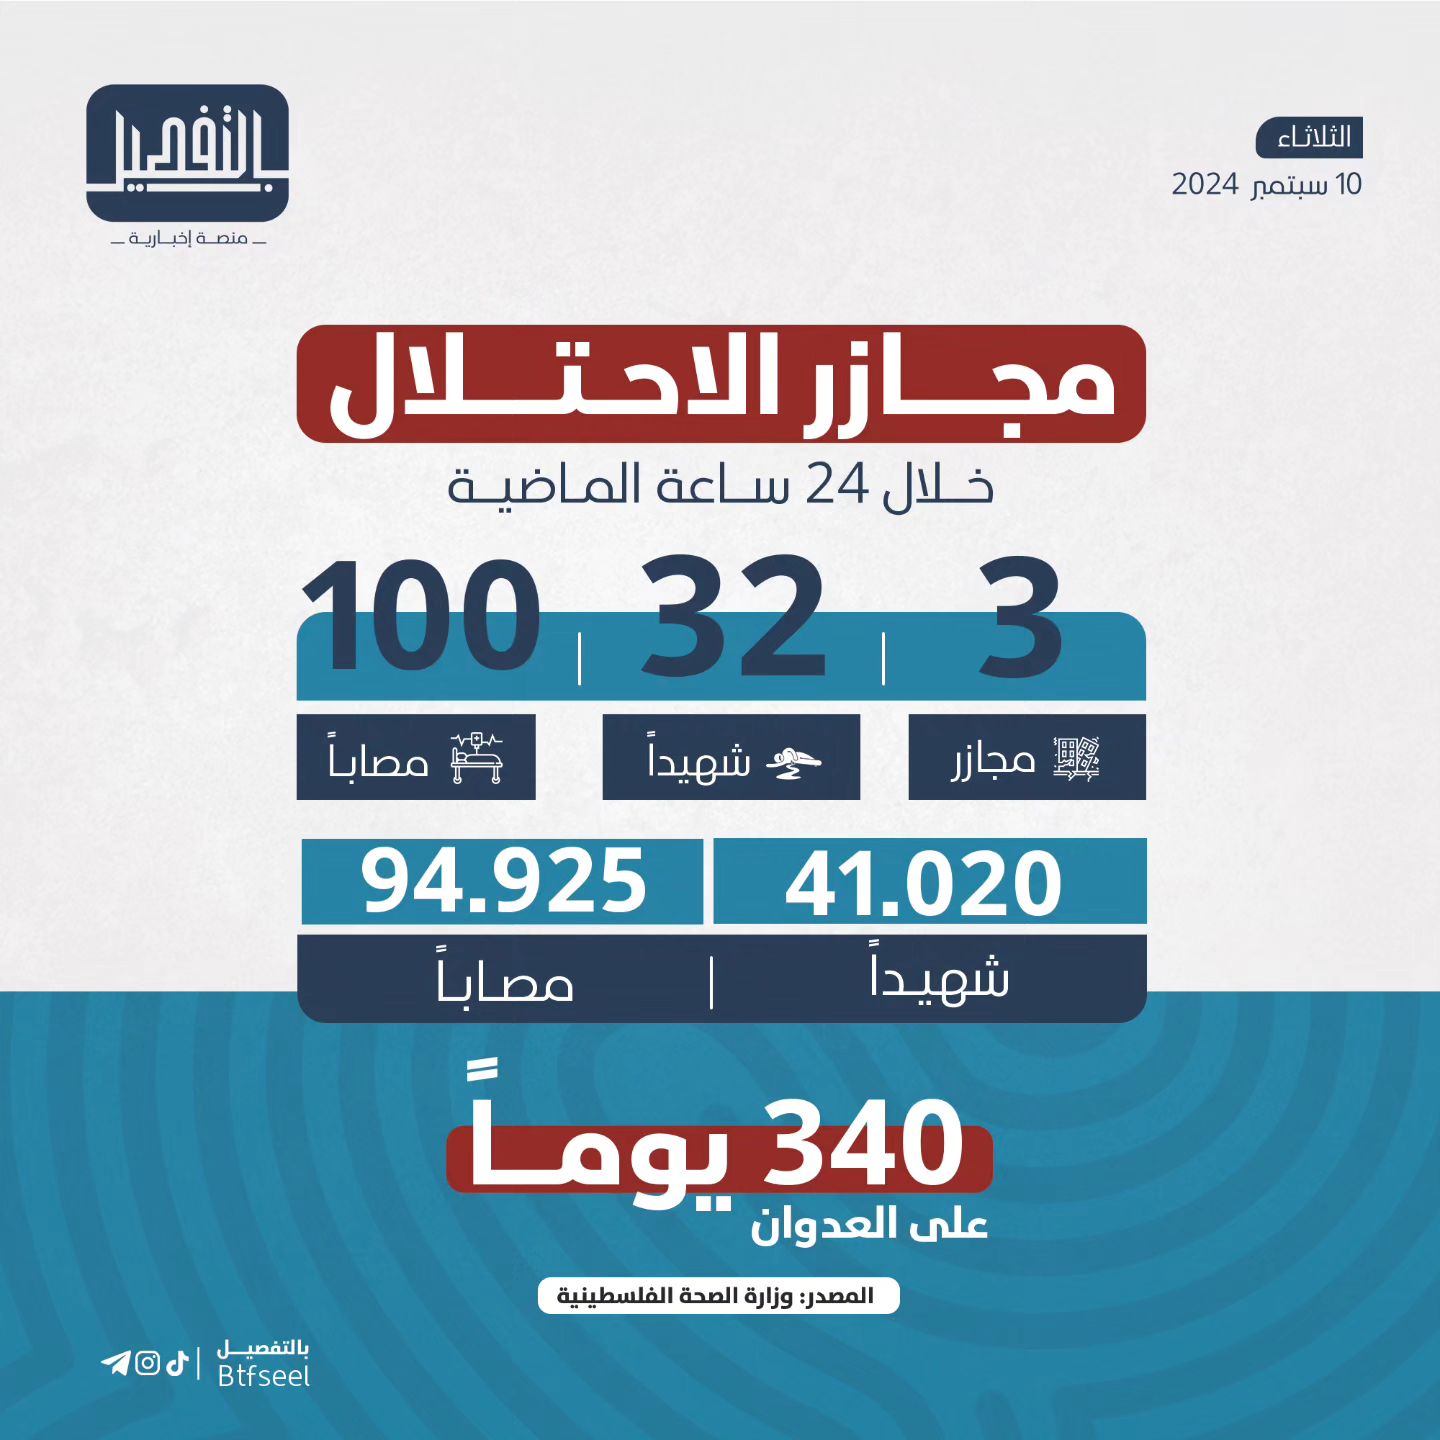 بالتفصيل
منصة إخبارية
الثلاثاء
10 سبتمبر 2024
مجازر الاحتلال
خلال 24 ساعة الماضية
3
32
100
مجازر
شهيداً
مصاباً
41.020
94.925
شهيداً
مصاباً
340 يوماً
على العدوان
المصدر: وزارة الصحة الفلسطينية
بالتفصيل
Btfseel